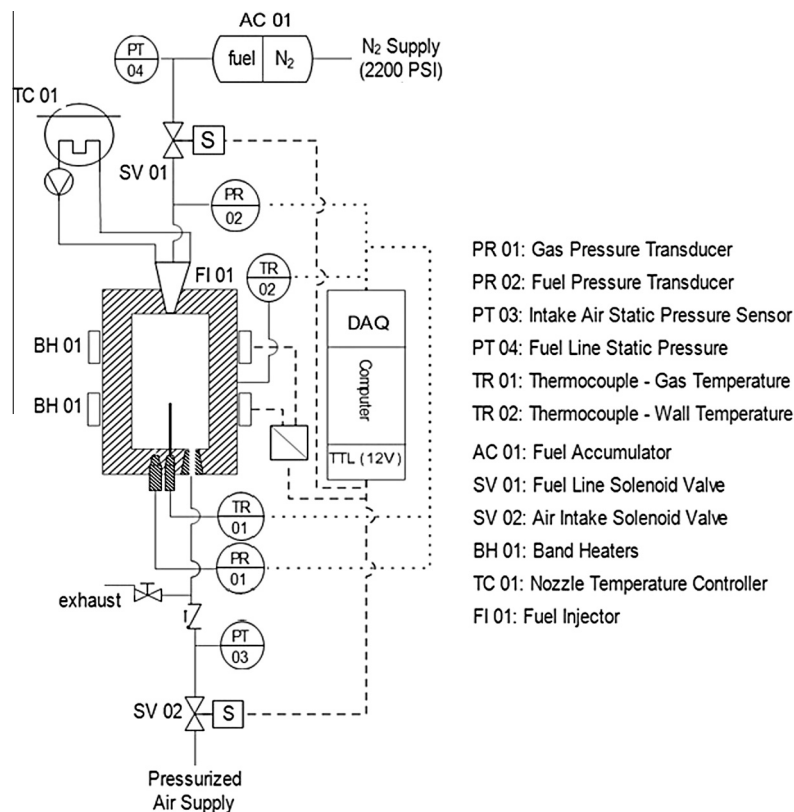 AC 01
PT
04
fuel
N2
N2 Supply
(2200 PSI)
TC 01
S
SV 01
PR
02
FI 01
TR
02
BH 01
BH 01
DAQ
Computer
TTL (12V)
TR
01
PR
01
exhaust
PT
03
SV 02
S
Pressurized
Air Supply
PR 01: Gas Pressure Transducer
PR 02: Fuel Pressure Transducer
PT 03: Intake Air Static Pressure Sensor
PT 04: Fuel Line Static Pressure
TR 01: Thermocouple - Gas Temperature
TR 02: Thermocouple - Wall Temperature
AC 01: Fuel Accumulator
SV 01: Fuel Line Solenoid Valve
SV 02: Air Intake Solenoid Valve
BH 01: Band Heaters
TC 01: Nozzle Temperature Controller
FI 01: Fuel Injector